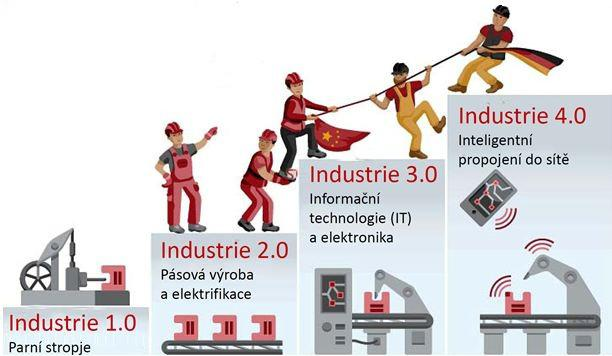 Industrie 1.0
Parní stropje
Industrie 2.0
Pásová výroba
a elektrifikace
Industrie 3.0
Informační
technologie (IT)
a elektronika
Industrie 4.0
Inteligentní
propojení do sítě